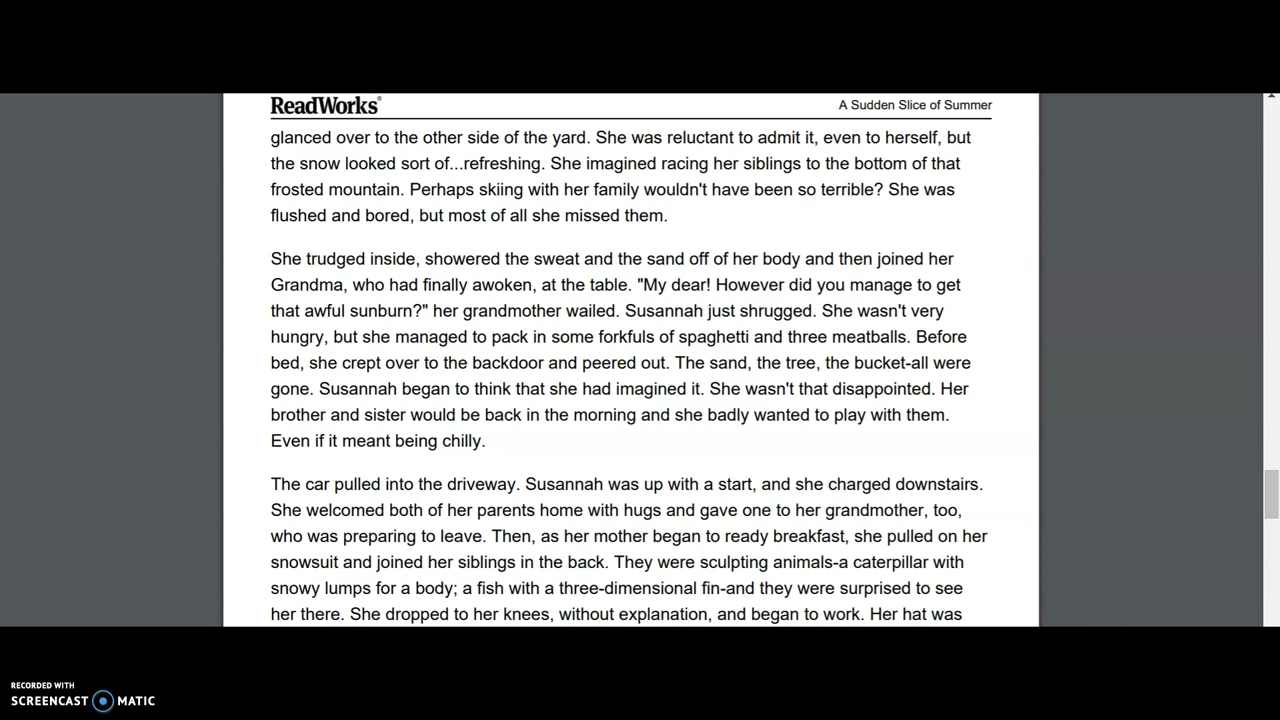 ReadWorks®
A Sudden Slice of Summer
glanced over to the other side of the yard. She was reluctant to admit it, even to herself, but
the snow looked sort of...refreshing. She imagined racing her siblings to the bottom of that
frosted mountain. Perhaps skiing with her family wouldn't have been so terrible? She was
flushed and bored, but most of all she missed them.
She trudged inside, showered the sweat and the sand off of her body and then joined her
Grandma, who had finally awoken, at the table. "My dear! However did you manage to get
that awful sunburn?" her grandmother wailed. Susannah just shrugged. She wasn't very
hungry, but she managed to pack in some forkfuls of spaghetti and three meatballs. Before
bed, she crept over to the backdoor and peered out. The sand, the tree, the bucket-all were
gone. Susannah began to think that she had imagined it. She wasn't that disappointed. Her
brother and sister would be back in the morning and she badly wanted to play with them.
Even if it meant being chilly.
The car pulled into the driveway. Susannah was up with a start, and she charged downstairs.
She welcomed both of her parents home with hugs and gave one to her grandmother, too,
who was preparing to leave. Then, as her mother began to ready breakfast, she pulled on her
snowsuit and joined her siblings in the back. They were sculpting animals-a caterpillar with
snowy lumps for a body; a fish with a three-dimensional fin-and they were surprised to see
her there. She dropped to her knees, without explanation, and began to work. Her hat was
RECORDED WITH
SCREENCAST MATIC